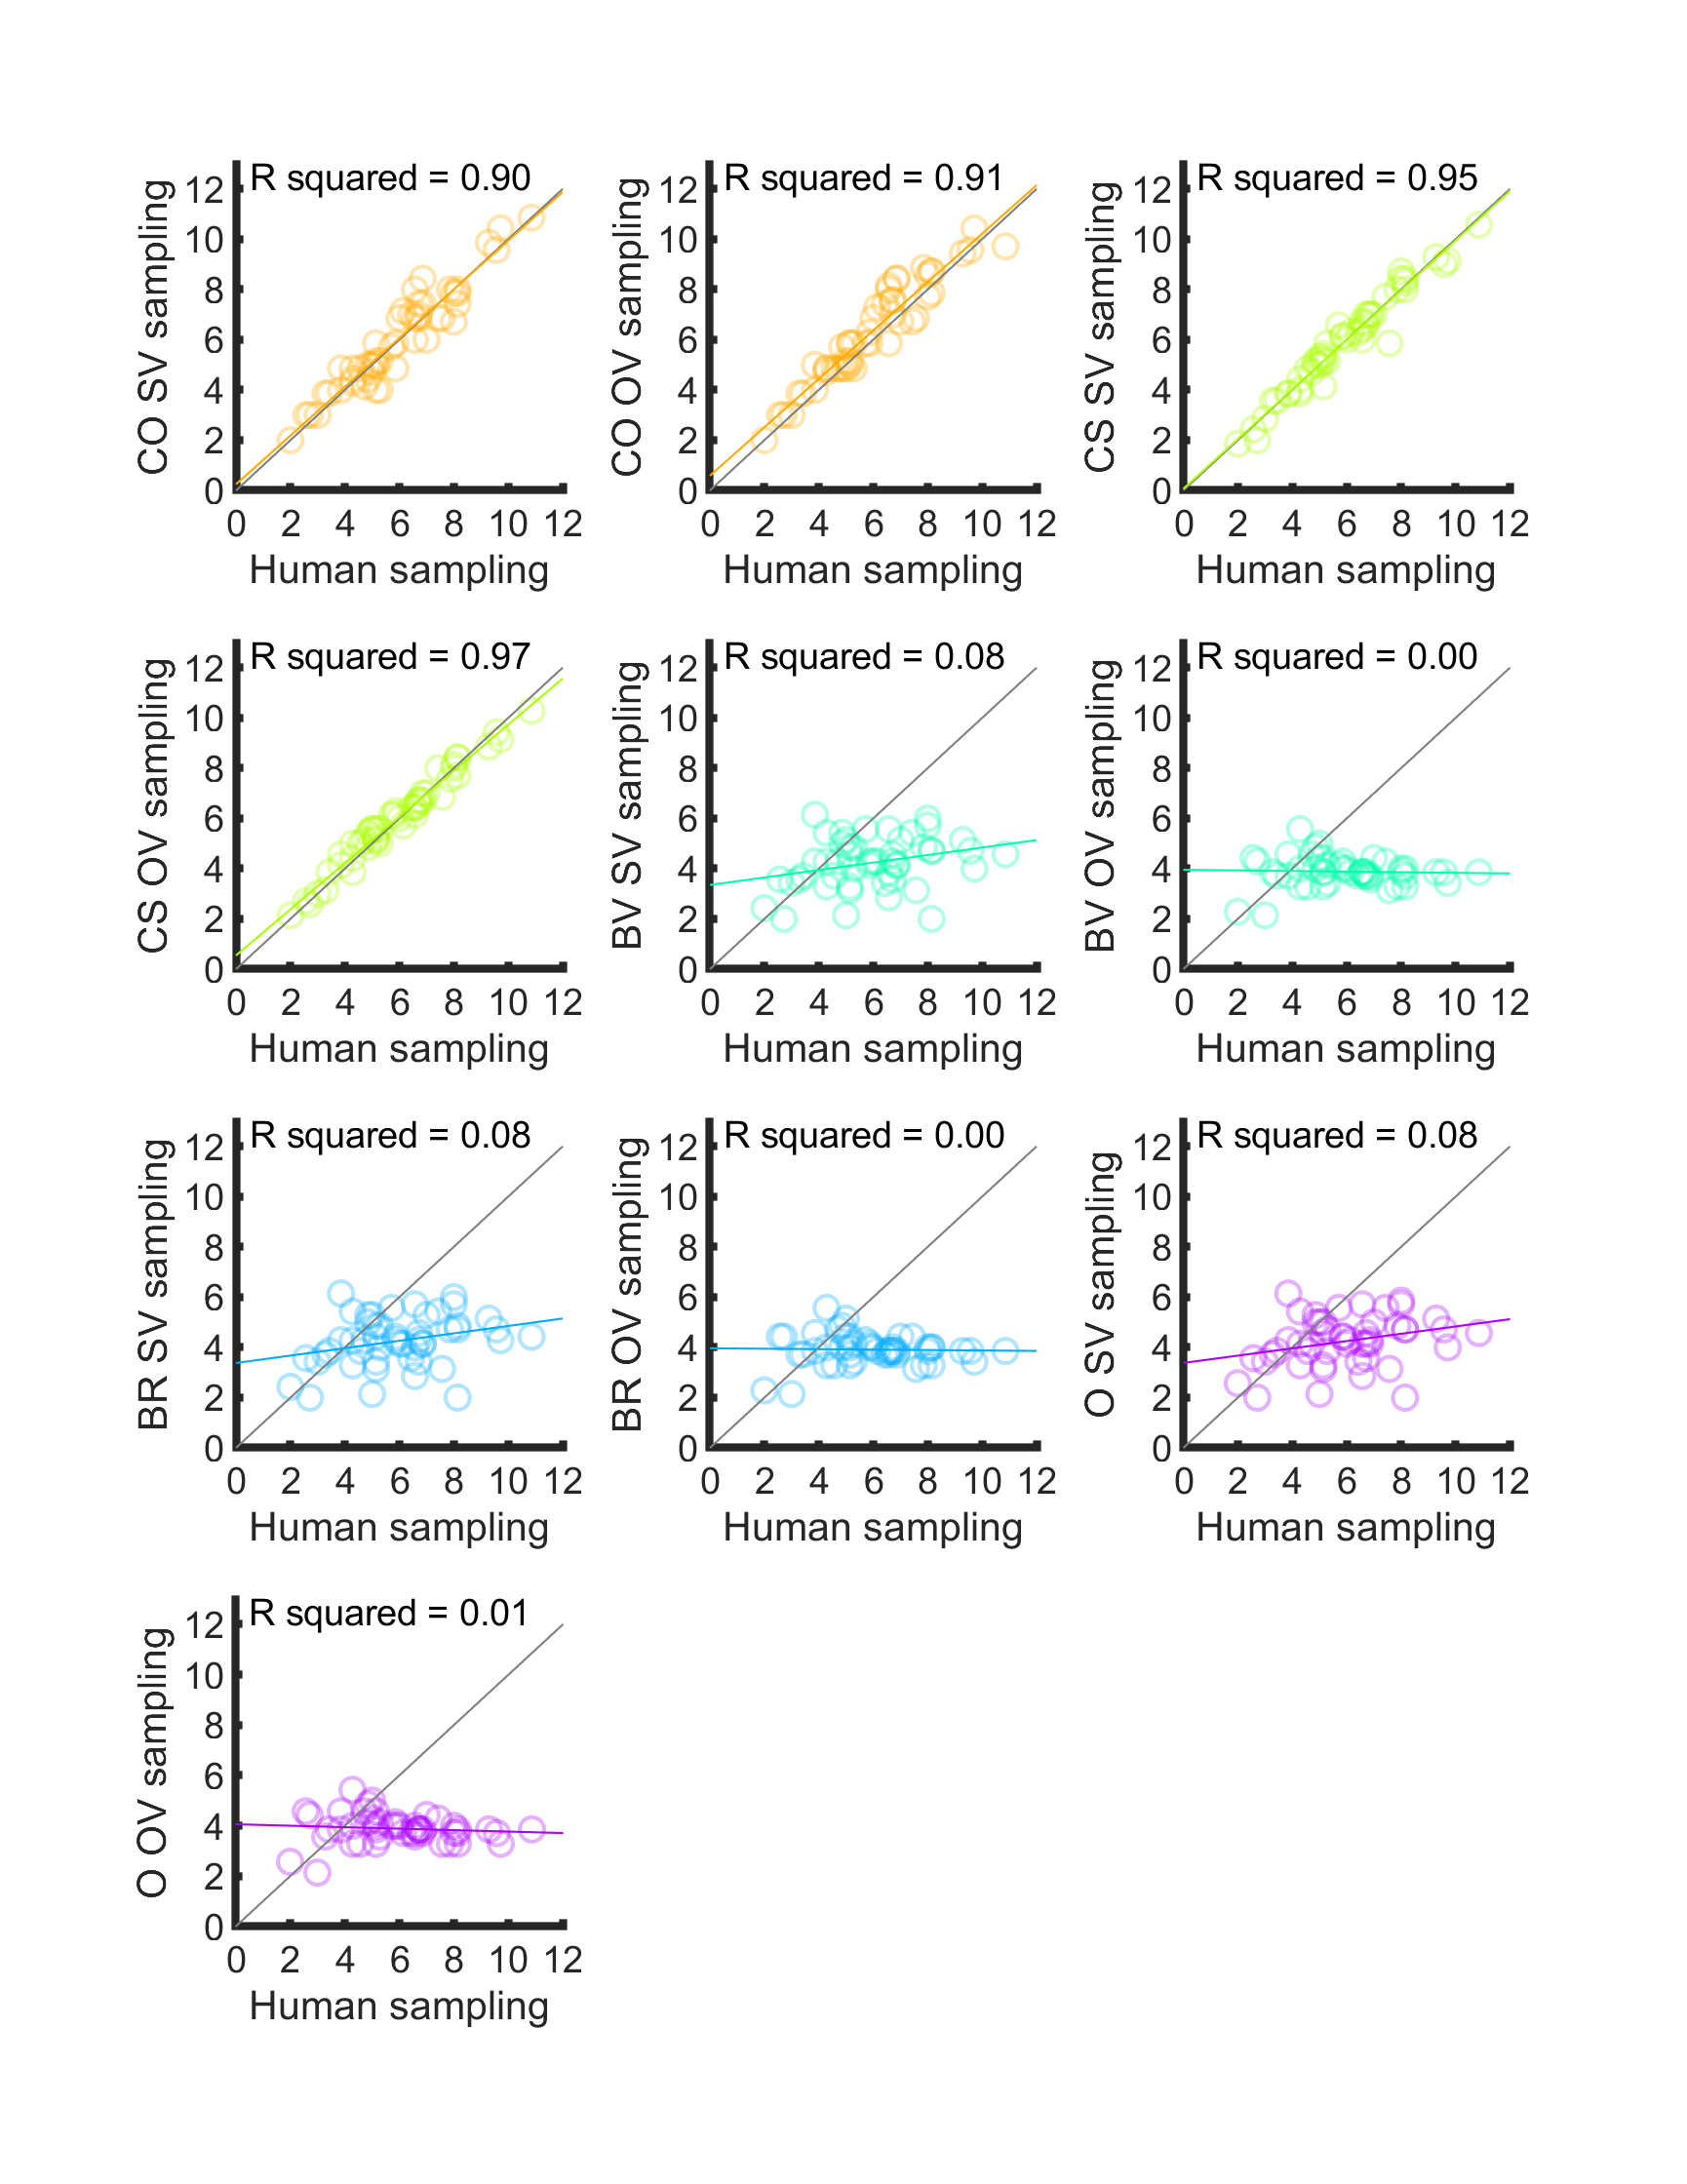 R squared = 0.90
CO SV sampling
12
10
8
6
4
2
0
0 2 4 6 8 10 12
Human sampling
R squared = 0.91
CO OV sampling
12
10
8
6
4
2
0
0 2 4 6 8 10 12
Human sampling
R squared = 0.95
CS SV sampling
12
10
8
6
4
2
0
0 2 4 6 8 10 12
Human sampling
R squared = 0.97
CS OV sampling
12
10
8
6
4
2
0
0 2 4 6 8 10 12
Human sampling
R squared = 0.08
BV SV sampling
12
10
8
6
4
2
0
0 2 4 6 8 10 12
Human sampling
R squared = 0.00
BV OV sampling
12
10
8
6
4
2
0
0 2 4 6 8 10 12
Human sampling
R squared = 0.08
BR SV sampling
12
10
8
6
4
2
0
0 2 4 6 8 10 12
Human sampling
R squared = 0.00
BR OV sampling
12
10
8
6
4
2
0
0 2 4 6 8 10 12
Human sampling
R squared = 0.08
O SV sampling
12
10
8
6
4
2
0
0 2 4 6 8 10 12
Human sampling
R squared = 0.01
O OV sampling
12
10
8
6
4
2
0
0 2 4 6 8 10 12
Human sampling